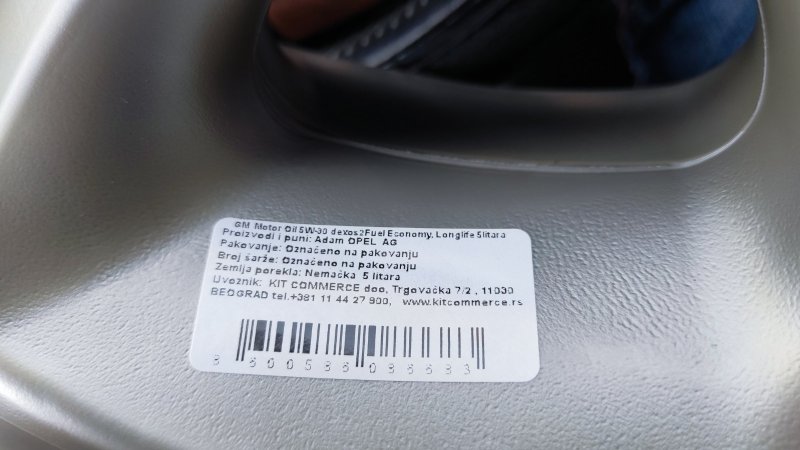 GM Motor Oil 5W-30 dexos2 Fuel Economy, Longlife 5litara
Proizvodi i puni: Adam OPEL AG
Pakovanje: Označeno na pakovanju
Broj šarže: Označeno na pakovanju
Zemlja porekla: Nemačka 5 litara
Uvoznik: KIT COMMERCE doo, Trgovačka 7/2 , 11030
BEOGRAD tel.+381 11 44 27 900, www.kitcommerce.rs